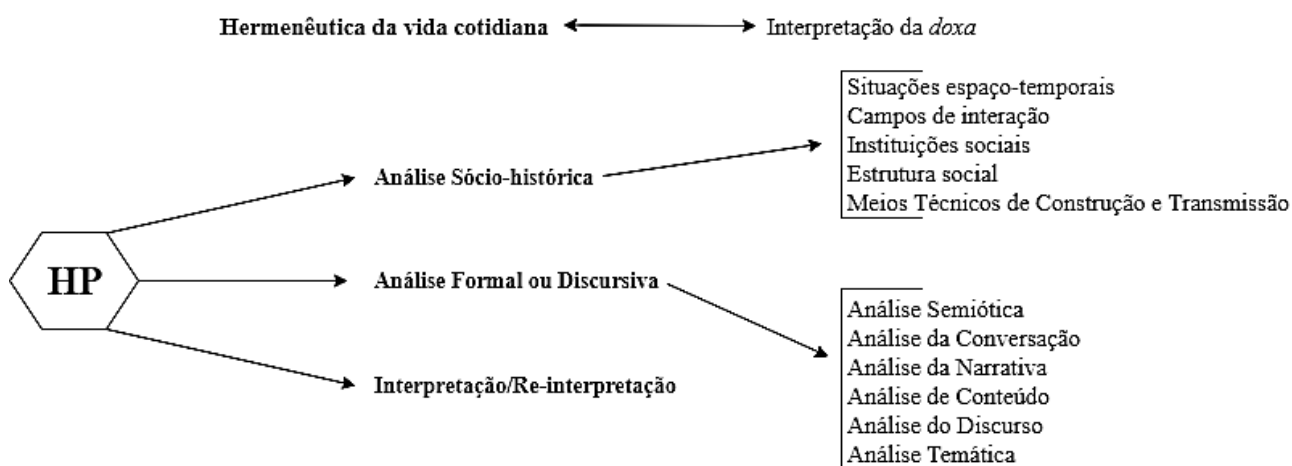 Hermenêutica da vida cotidiana
Interpretação da doxa
Situações espaço-temporais
Campos de interação
Instituições sociais
Estrutura social
Meios Técnicos de Construção e Transmissão
Análise Sócio-histórica
HP
Análise Formal ou Discursiva
Interpretação/Re-interpretação
Análise Semiótica
Análise da Conversação
Análise da Narrativa
Análise de Conteúdo
Análise do Discurso
Análise Temática